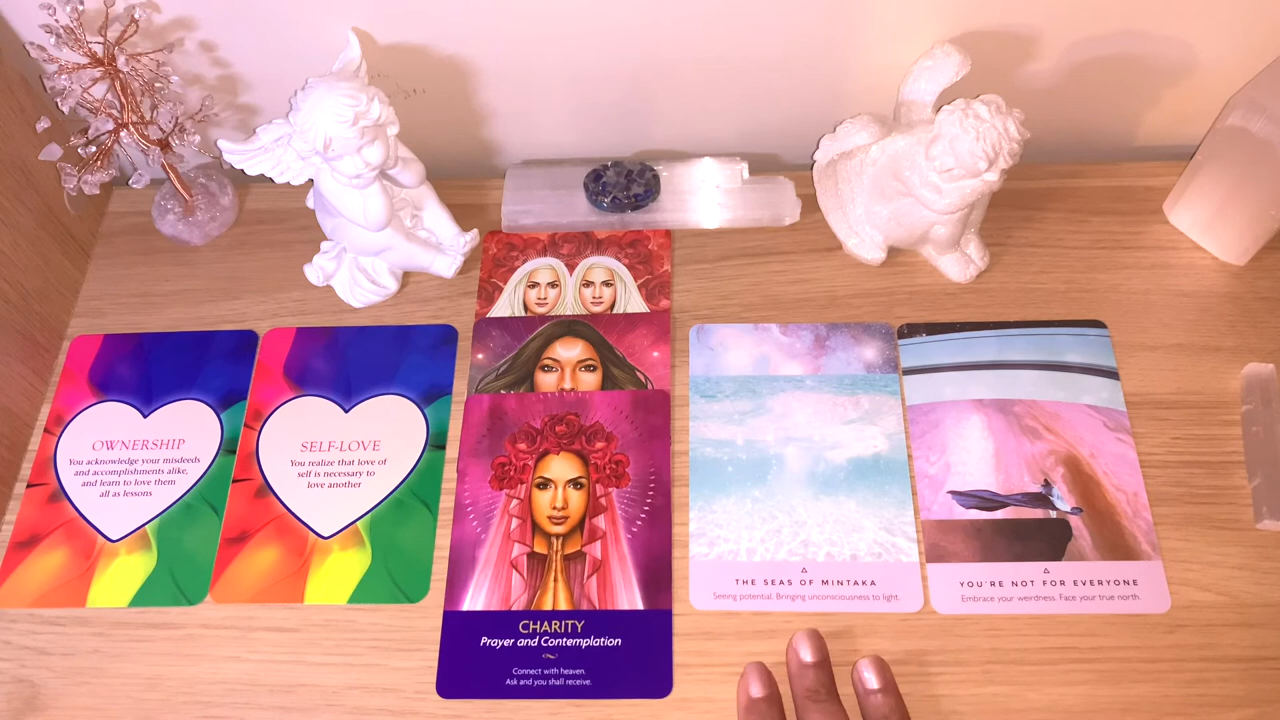 OWNERSHIP
You acknowledge your misdeeds
and accomplishments alike,
and learn to love them
all as lessons
SELF-LOVE
You realize that love of
self is necessary to
love another
CHARITY
Prayer and Contemplation
Connect with heaven.
Ask and you shall receive.
THE SEAS OF MINTAKA
Seeing potential. Bringing unconsciousness to light.
YOU'RE NOT FOR EVERYONE
Embrace your weirdness. Face your true north.